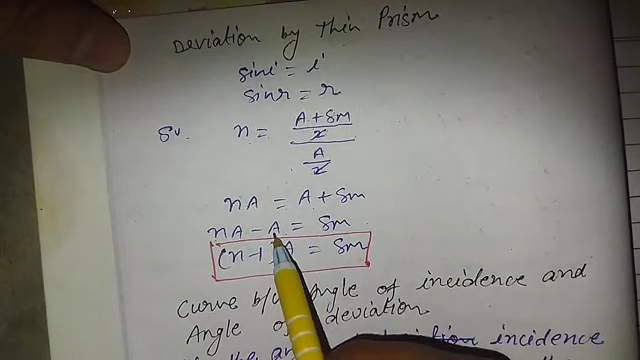 Deviation by thin Prism
sini = i
sinr = r
n = A+δm/2
A/2
nA = A+δm
nA-A = δm
(n-1)A = δm
Curve b/w Angle of incidence and
Angle of deviation
incidence